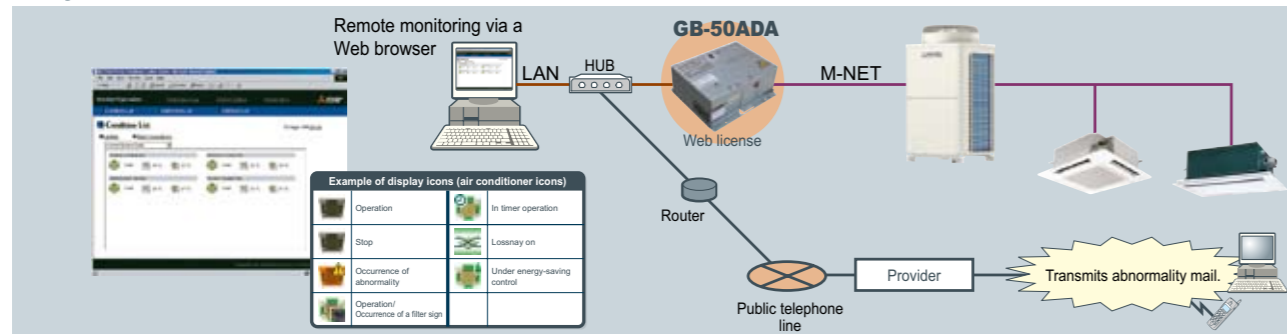 Remote monitoring via a
Web browser
GB-50ADA
LAN
HUB
M-NET
Web license
Condition List
Example of display icons (air conditioner icons)
Operation
In timer operation
Stop
Lossnay on
Occurrence of
abnormality
Under energy-saving
control
Operation/
Occurrence of a filter sign
Router
Public telephone
line
Provider
Transmits abnormality mail.